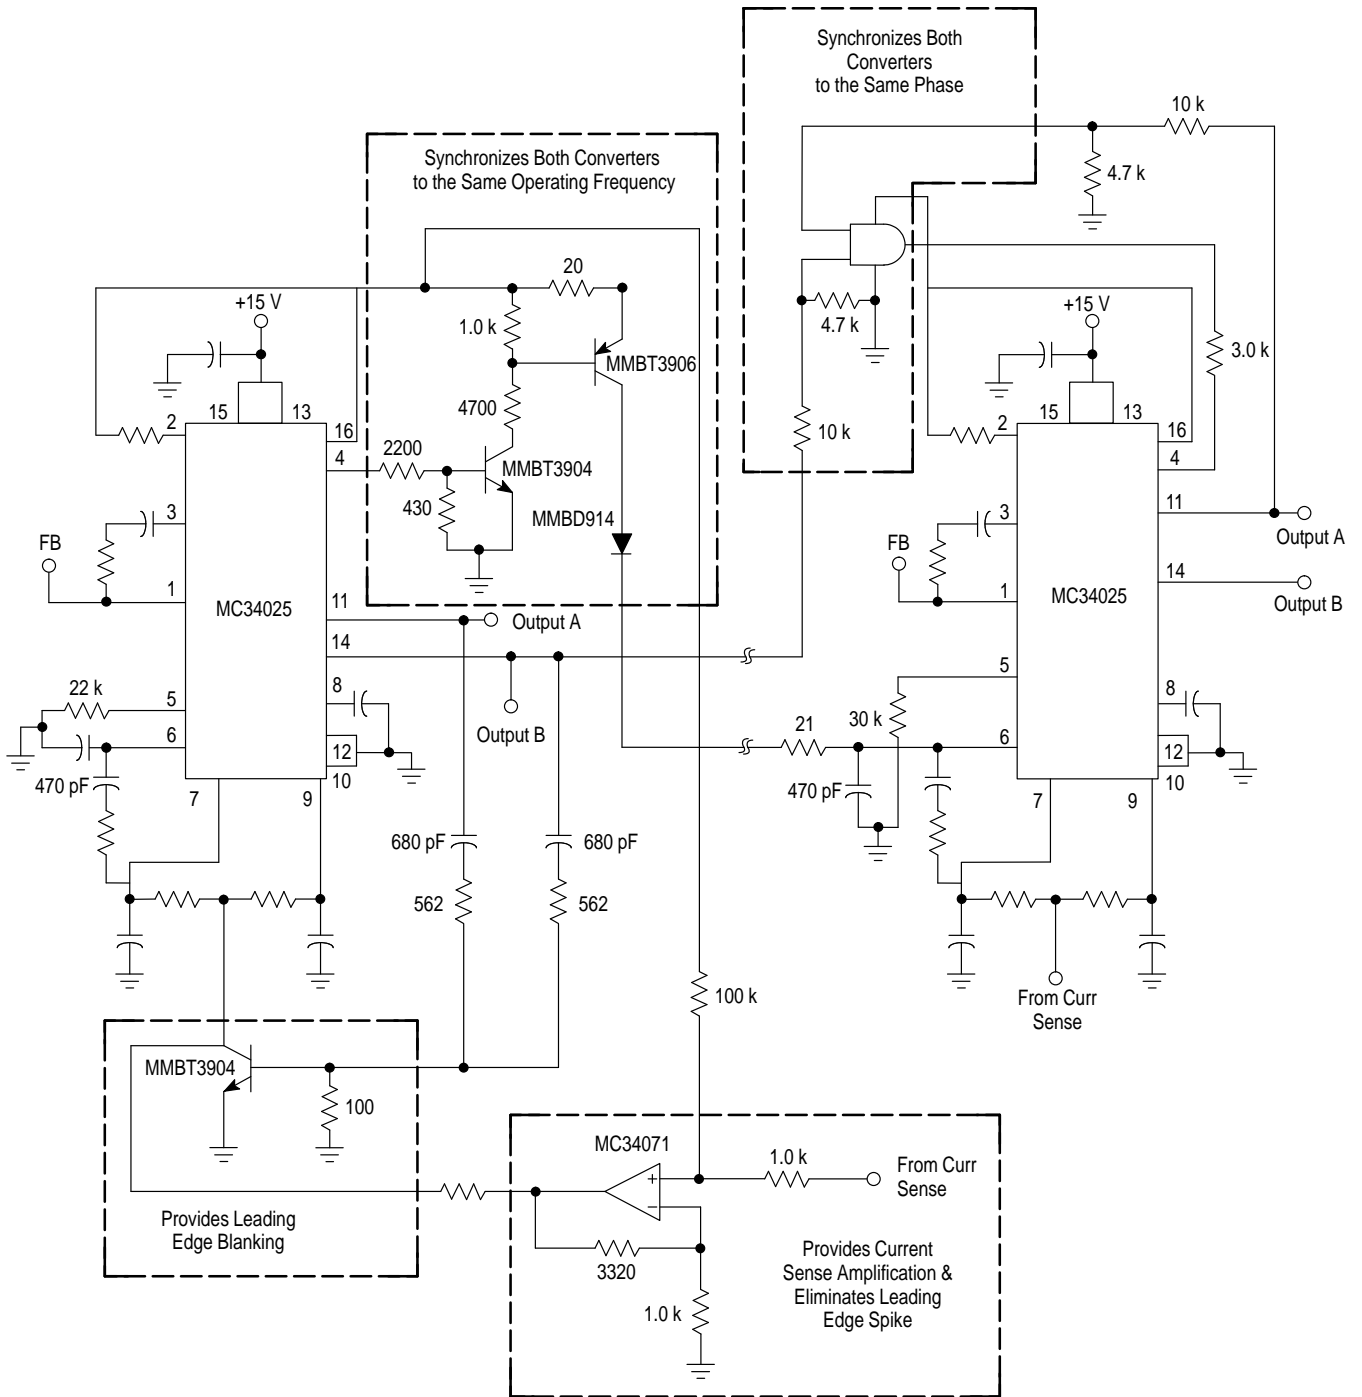 Synchronizes Both
Converters
to the Same Phase
10 k
4.7 k
Synchronizes Both Converters
to the Same Operating Frequency
20
+15 V
1.0 k
MMBT3906
4.7 k
+15 V
3.0 k
4700
15
13
2
16
4
2200
MMBT3904
430
10 k
15
13
2
16
4
3
MMBD914
11
3
Output A
FB
1
MC34025
11
Output A
14
FB
1
MC34025
14
Output B
5
8
22 k
5
6
Output B
12
10
470 pF
7
9
21
30 k
5
6
8
12
10
470 pF
7
9
680 pF
680 pF
562
562
100 k
From Curr
Sense
MMBT3904
100
Provides Leading
Edge Blanking
MC34071
+
−
1.0 k
From Curr
Sense
3320
1.0 k
Provides Current
Sense Amplification &
Eliminates Leading
Edge Spike